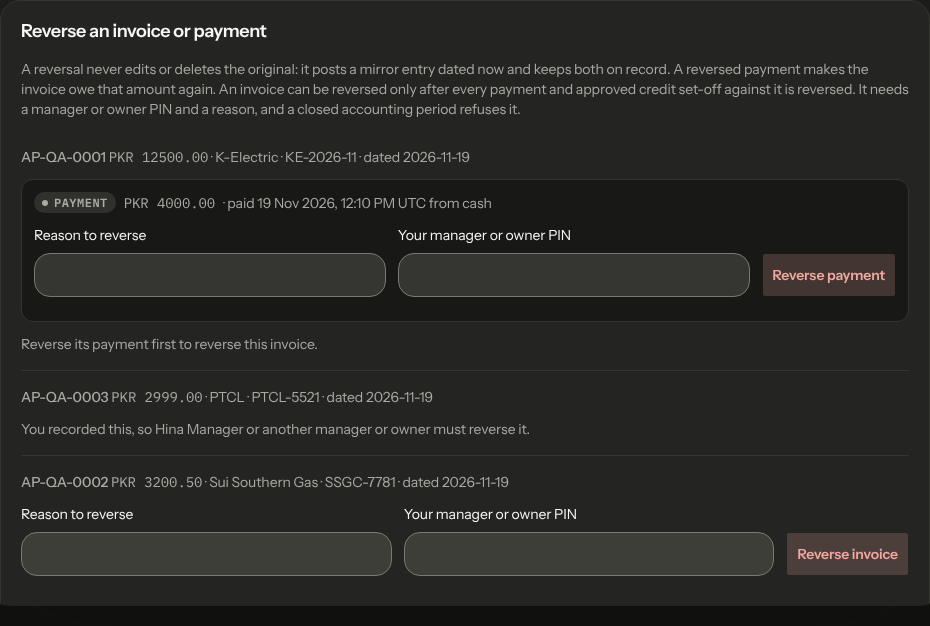 Reverse an invoice or payment
A reversal never edits or deletes the original: it posts a mirror entry dated now and keeps both on record. A reversed payment makes the
invoice owe that amount again. An invoice can be reversed only after every payment and approved credit set-off against it is reversed. It needs
a manager or owner PIN and a reason, and a closed accounting period refuses it.
AP-QA-0001 PKR 12500.00 · K-Electric · KE-2026-11 · dated 2026-11-19
PAYMENT PKR 4000.00 · paid 19 Nov 2026, 12:10 PM UTC from cash
Reason to reverse Your manager or owner PIN
Reverse payment
Reverse its payment first to reverse this invoice.
AP-QA-0003 PKR 2999.00 · PTCL · PTCL-5521 · dated 2026-11-19
You recorded this, so Hina Manager or another manager or owner must reverse it.
AP-QA-0002 PKR 3200.50 · Sui Southern Gas · SSGC-7781 · dated 2026-11-19
Reason to reverse Your manager or owner PIN
Reverse invoice